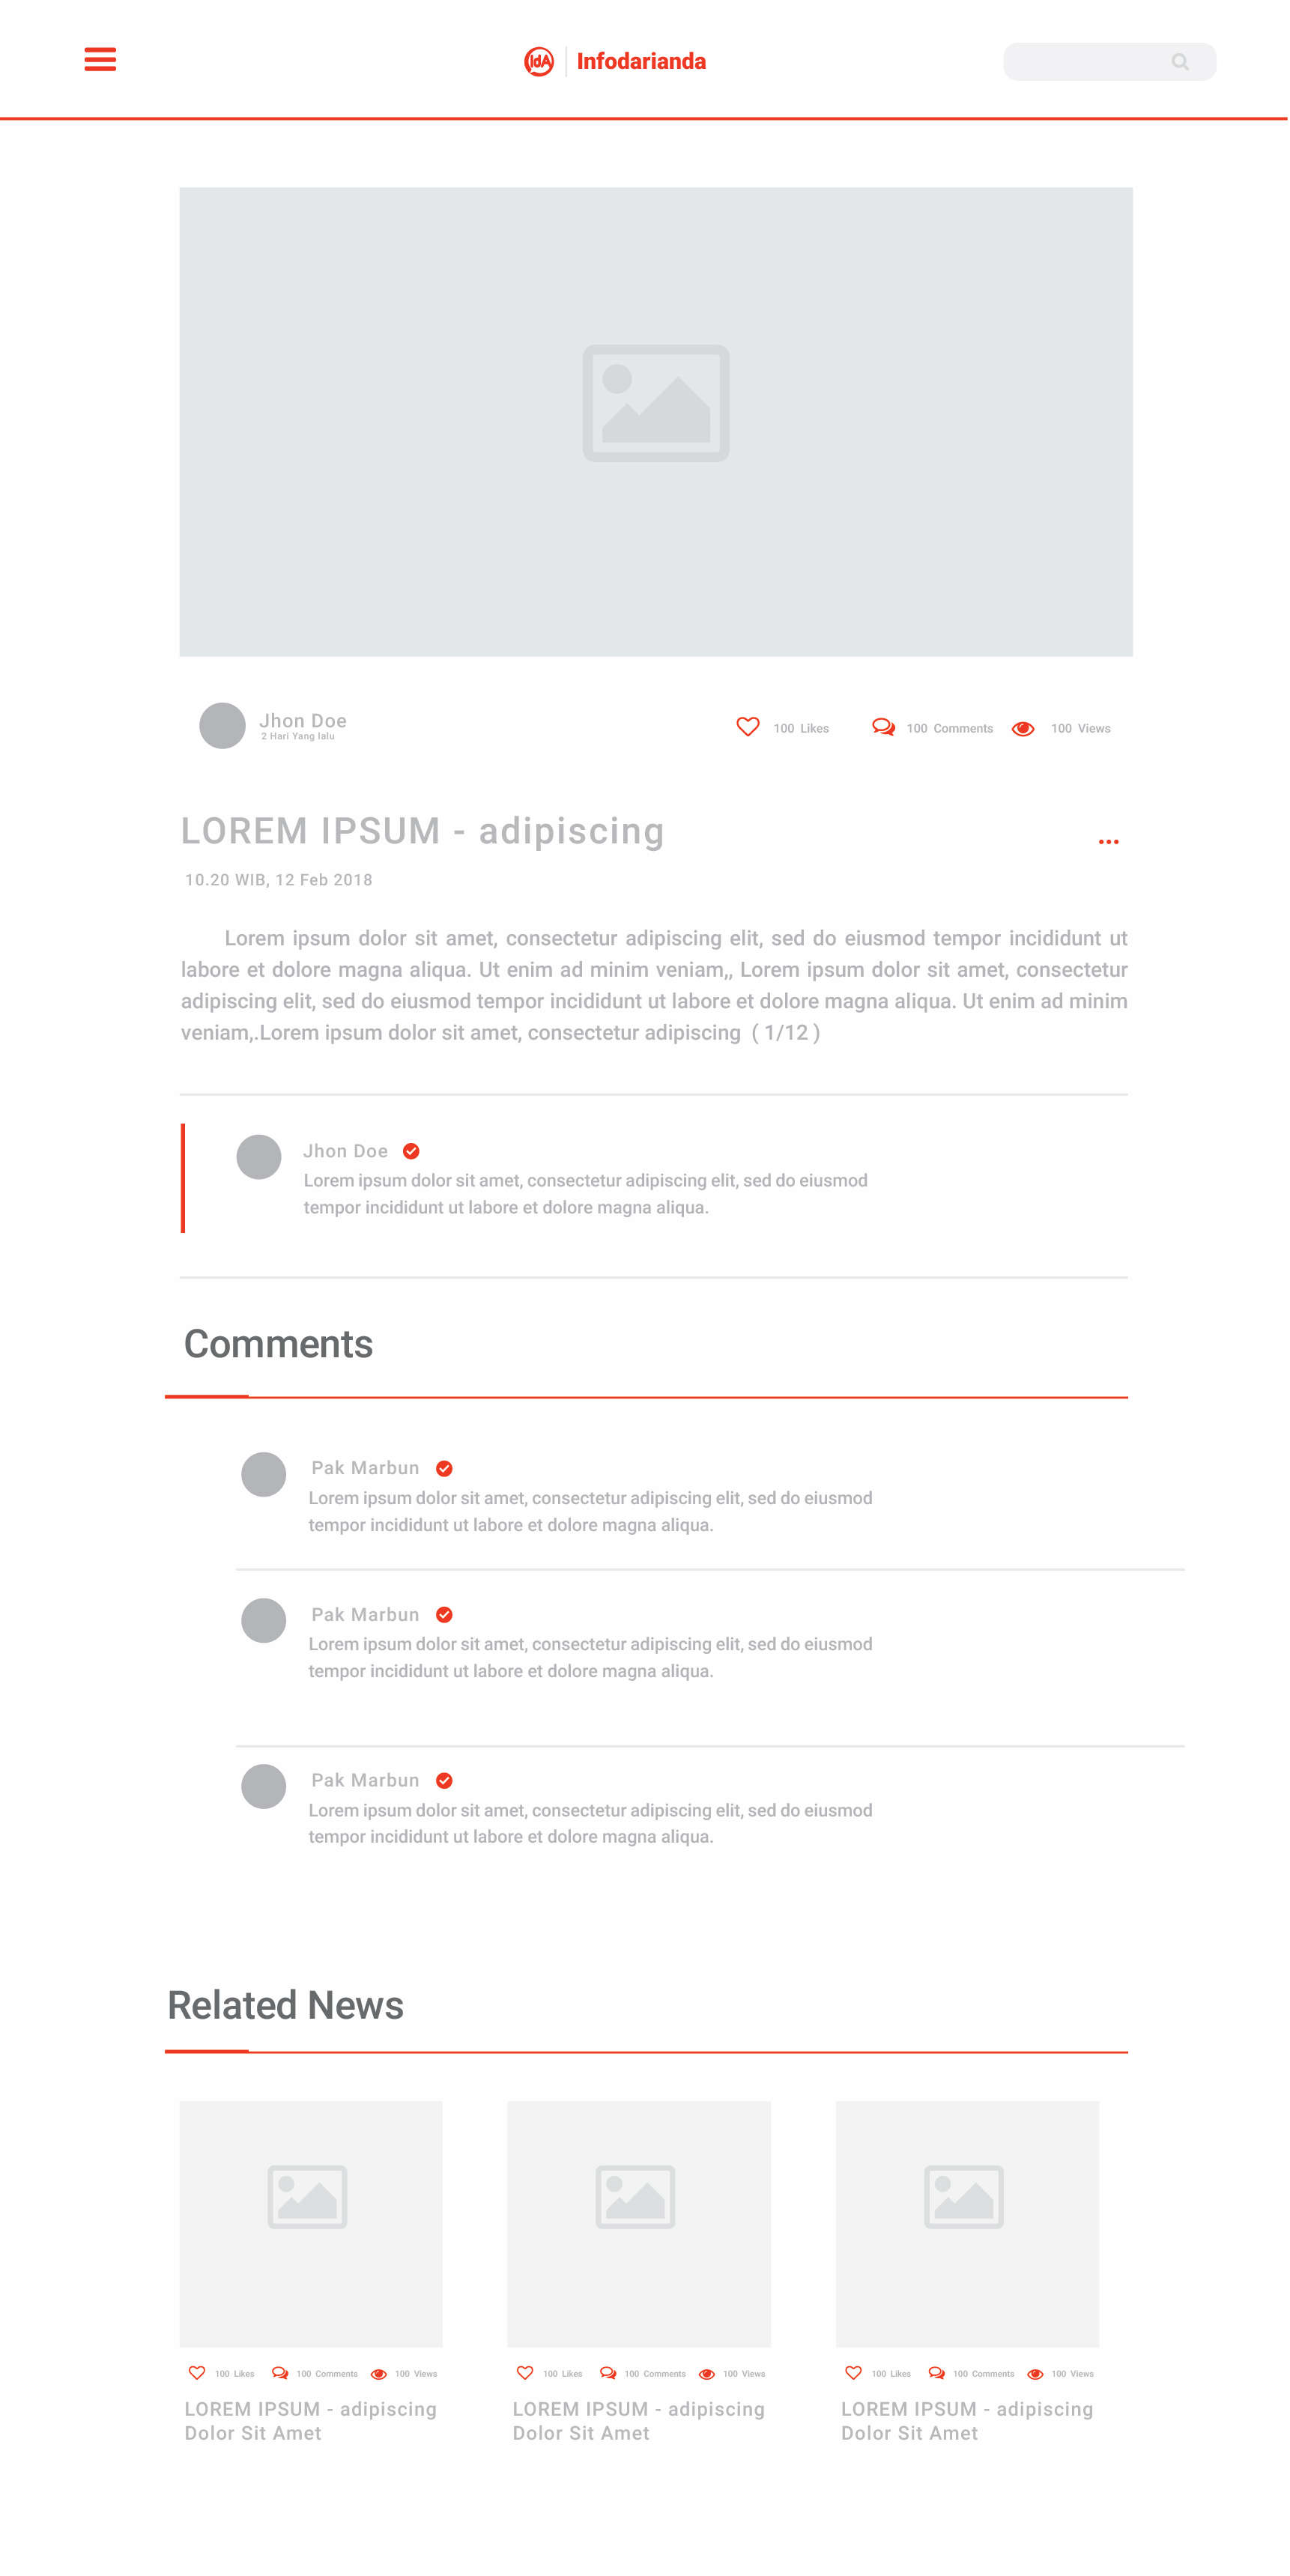 IdA Infodarianda
Jhon Doe
2 Hari Yang lalu
100 Likes 100 Comments 100 Views
LOREM IPSUM - adipiscing
10.20 WIB, 12 Feb 2018
Lorem ipsum dolor sit amet, consectetur adipiscing elit, sed do eiusmod tempor incididunt ut
labore et dolore magna aliqua. Ut enim ad minim veniam,, Lorem ipsum dolor sit amet, consectetur
adipiscing elit, sed do eiusmod tempor incididunt ut labore et dolore magna aliqua. Ut enim ad minim
veniam,.Lorem ipsum dolor sit amet, consectetur adipiscing ( 1/12 )
Jhon Doe
Lorem ipsum dolor sit amet, consectetur adipiscing elit, sed do eiusmod
tempor incididunt ut labore et dolore magna aliqua.
Comments
Pak Marbun
Lorem ipsum dolor sit amet, consectetur adipiscing elit, sed do eiusmod
tempor incididunt ut labore et dolore magna aliqua.
Pak Marbun
Lorem ipsum dolor sit amet, consectetur adipiscing elit, sed do eiusmod
tempor incididunt ut labore et dolore magna aliqua.
Pak Marbun
Lorem ipsum dolor sit amet, consectetur adipiscing elit, sed do eiusmod
tempor incididunt ut labore et dolore magna aliqua.
Related News
100 Likes 100 Comments 100 Views
LOREM IPSUM - adipiscing
Dolor Sit Amet
100 Likes 100 Comments 100 Views
LOREM IPSUM - adipiscing
Dolor Sit Amet
100 Likes 100 Comments 100 Views
LOREM IPSUM - adipiscing
Dolor Sit Amet